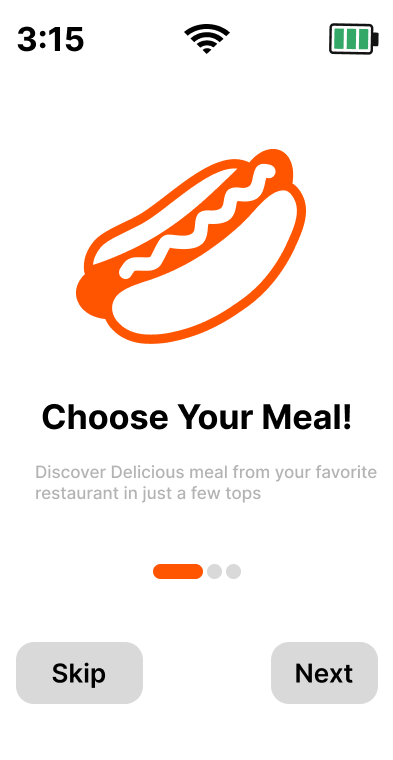 3:15
Choose Your Meal!
Discover Delicious meal from your favorite
restaurant in just a few tops
Skip
Next